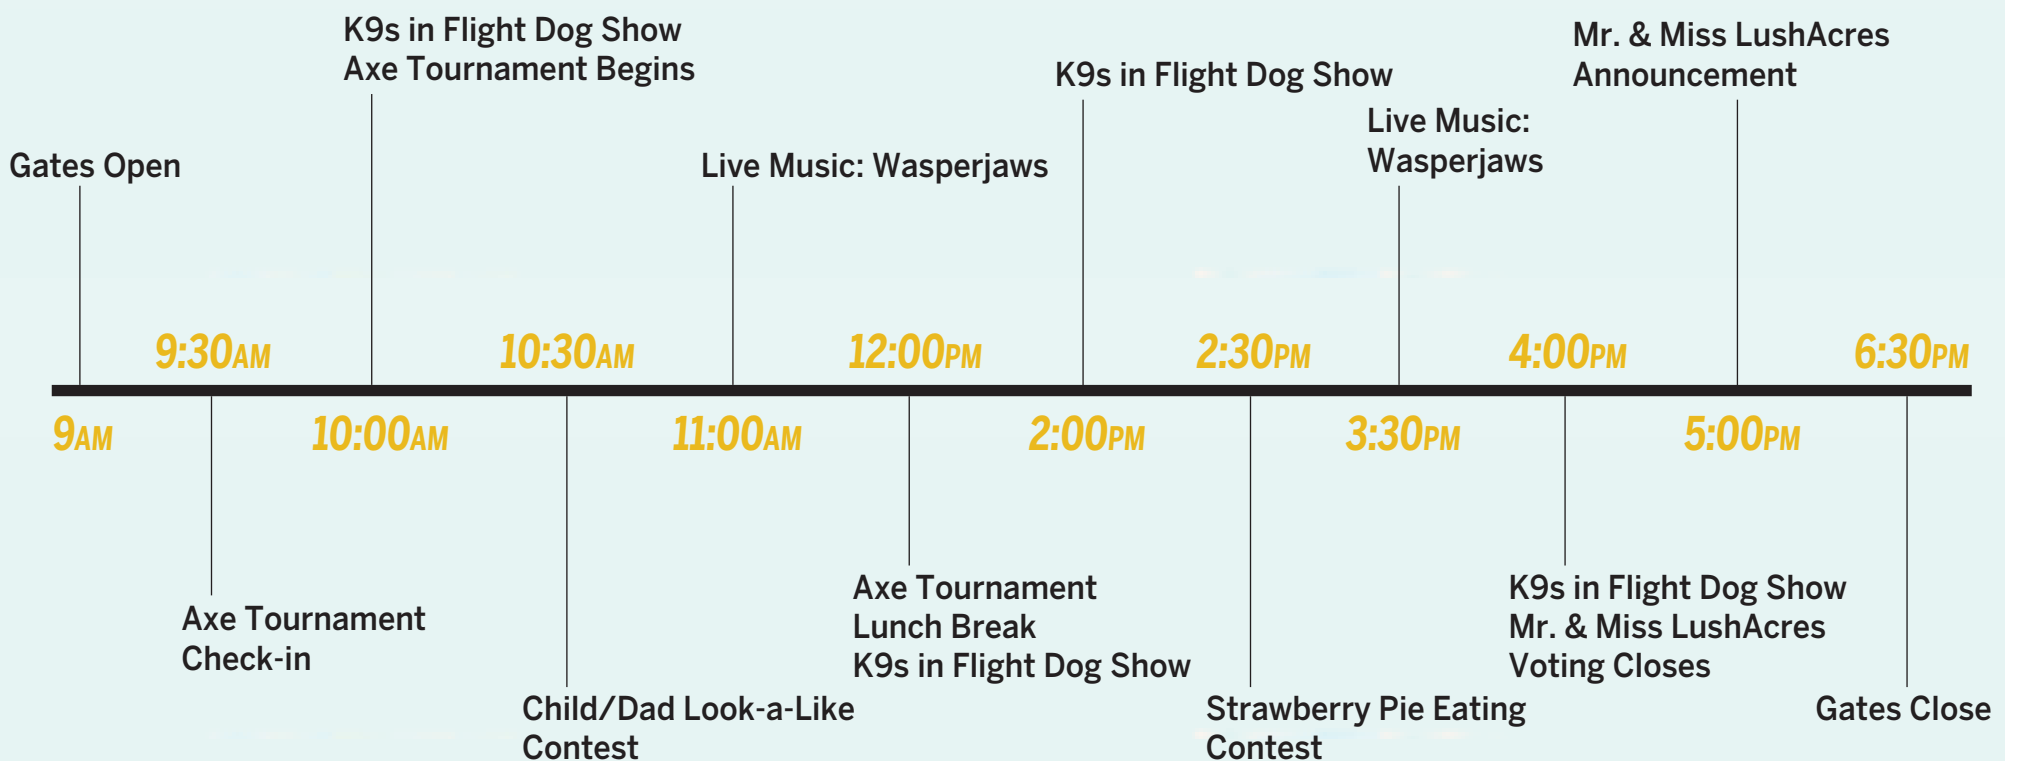 K9s in Flight Dog Show
Axe Tournament Begins
Mr. & Miss LushAcres
Announcement
K9s in Flight Dog Show
Live Music:
Wasperjaws
Gates Open
Live Music: Wasperjaws
9:30AM
10:30AM
12:00PM
2:30PM
4:00PM
6:30PM
9AM
10:00AM
11:00AM
2:00PM
3:30PM
5:00PM
Axe Tournament
Check-in
Child/Dad Look-a-Like
Contest
Axe Tournament
Lunch Break
K9s in Flight Dog Show
Strawberry Pie Eating
Contest
K9s in Flight Dog Show
Mr. & Miss LushAcres
Voting Closes
Gates Close